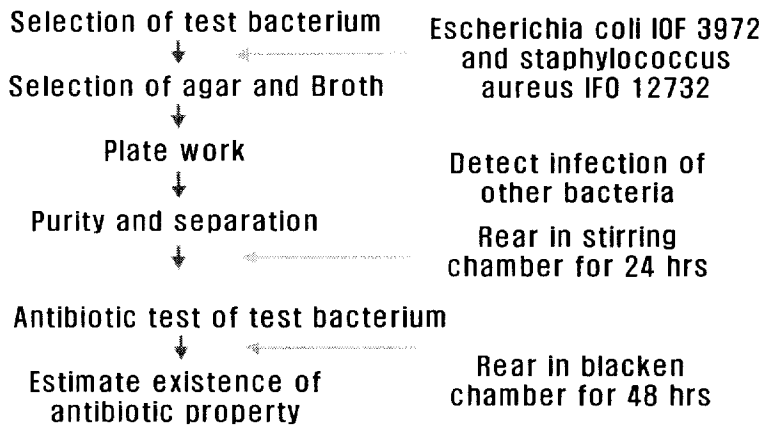 Selection of test bacterium
Escherichia coli IOF 3972
and staphylococcus
aureus IFO 12732
Selection of agar and Broth
Plate work
Detect infection of
other bacteria
Purity and separation
Rear in stirring
chamber for 24 hrs
Antibiotic test of test bacterium
Rear in blacken
chamber for 48 hrs
Estimate existence of
antibiotic property